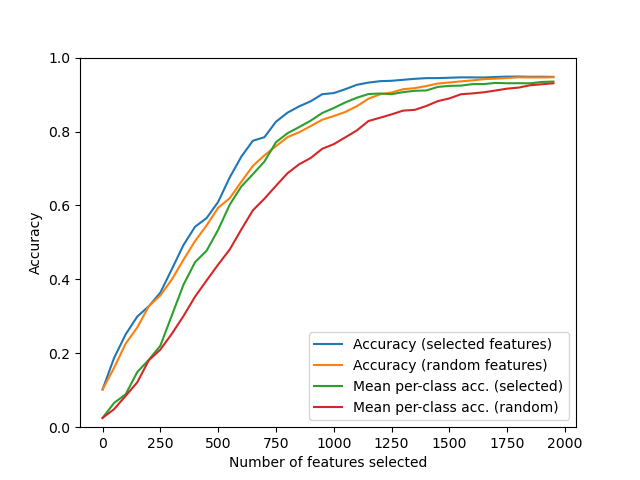 1.0
0.8
0.6
0.4
0.2
0.0
Accuracy
0 250 500 750 1000 1250 1500 1750 2000
Number of features selected
Accuracy (selected features)
Accuracy (random features)
Mean per-class acc. (selected)
Mean per-class acc. (random)